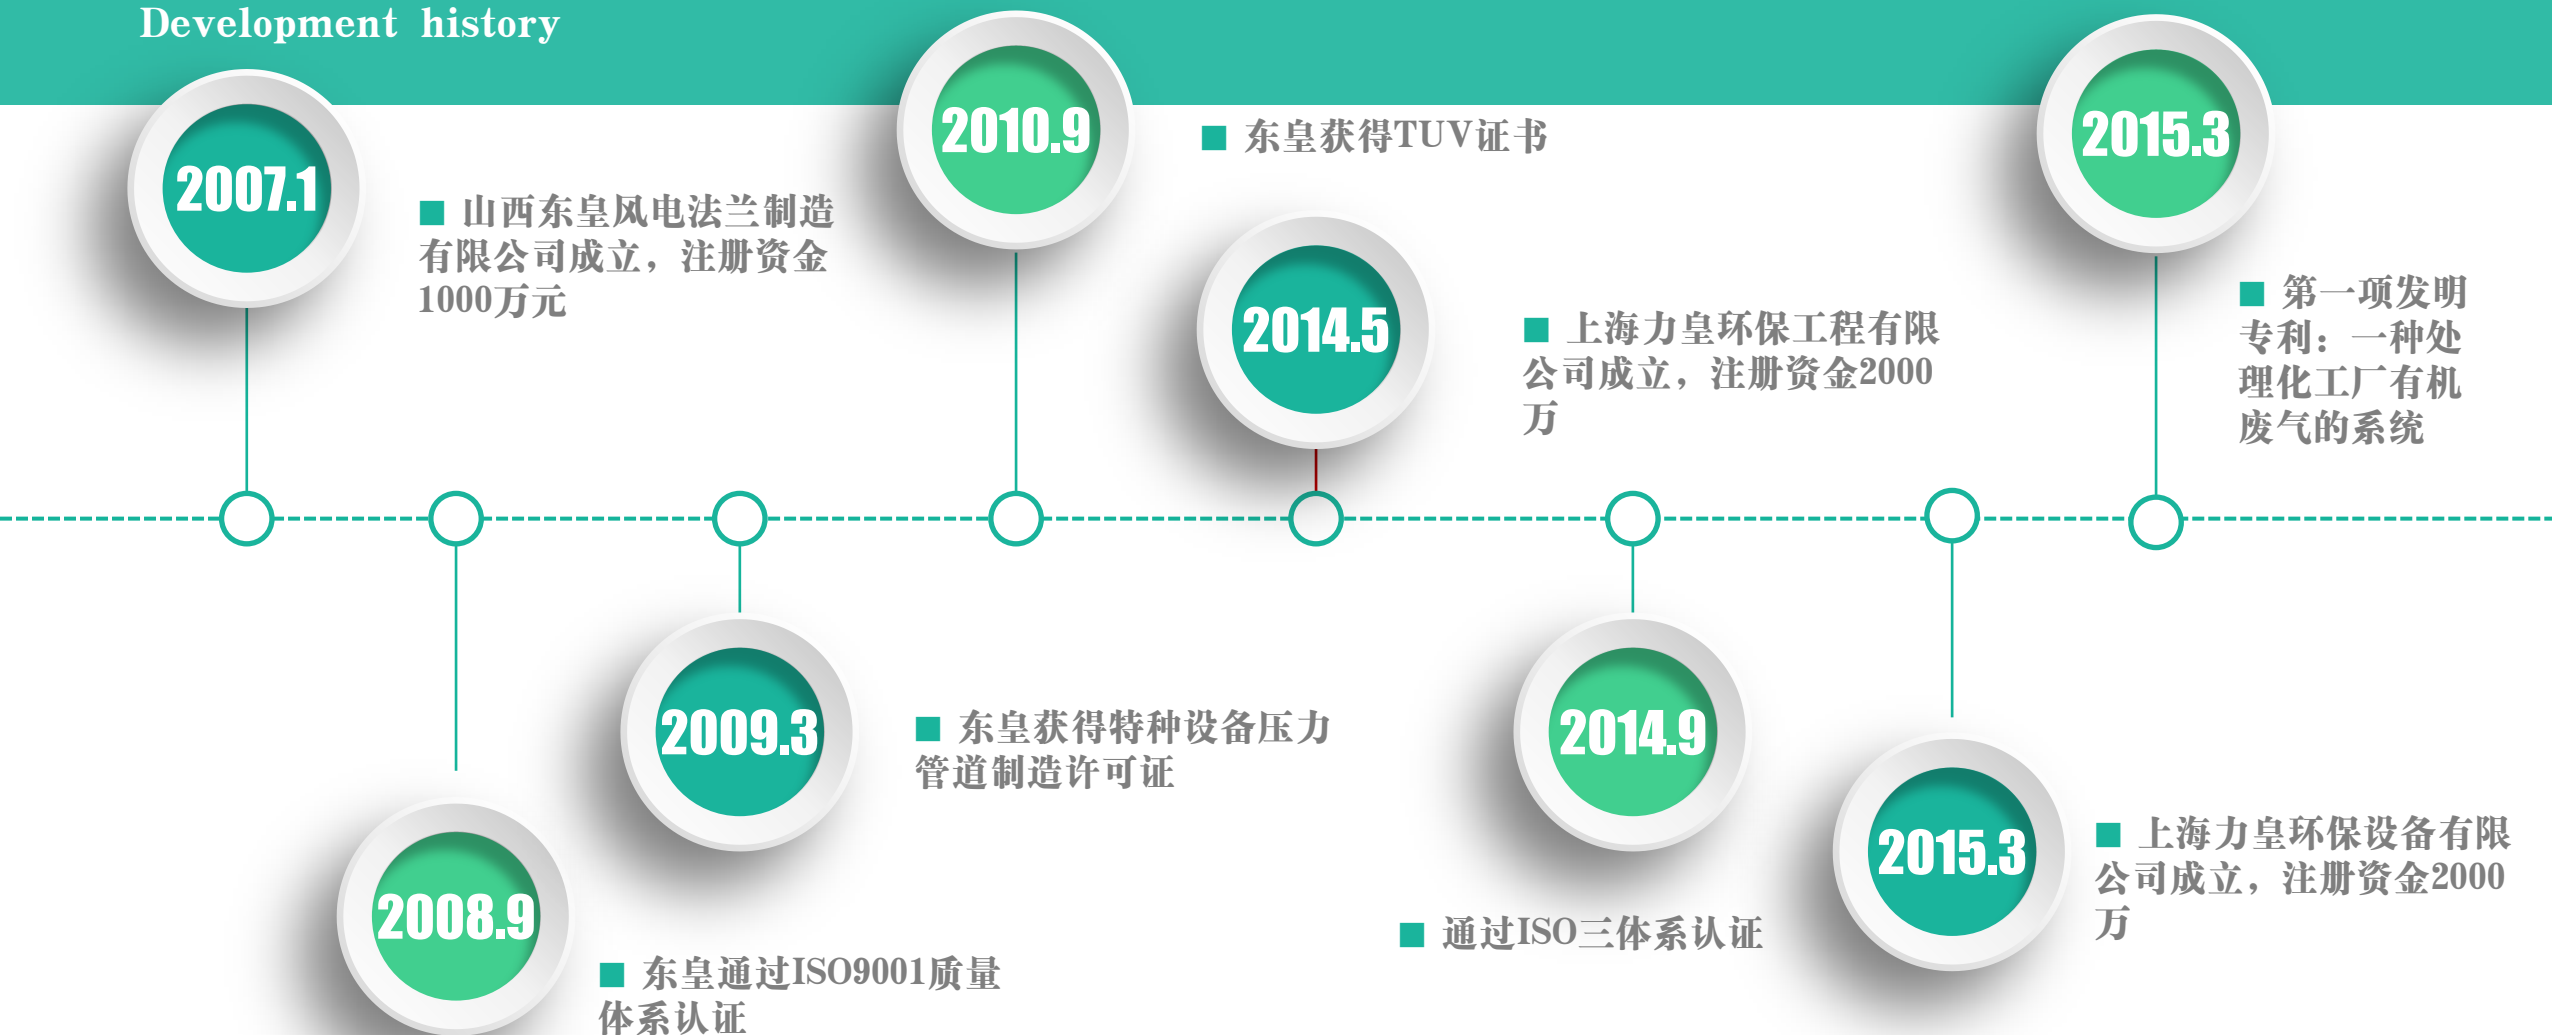 Development history
2007.1
■ 山西东皇风电法兰制造
有限公司成立，注册资金
1000万元
2008.9
■ 东皇通过ISO9001质量
体系认证
2009.3
■ 东皇获得特种设备压力
管道制造许可证
2010.9
■ 东皇获得TUV证书
2014.5
■ 上海力皇环保工程有限
公司成立，注册资金2000
万
2014.9
■ 通过ISO三体系认证
2015.3
■ 上海力皇环保设备有限
公司成立，注册资金2000
万
2015.3
■ 第一项发明
专利：一种处
理化工厂有机
废气的系统